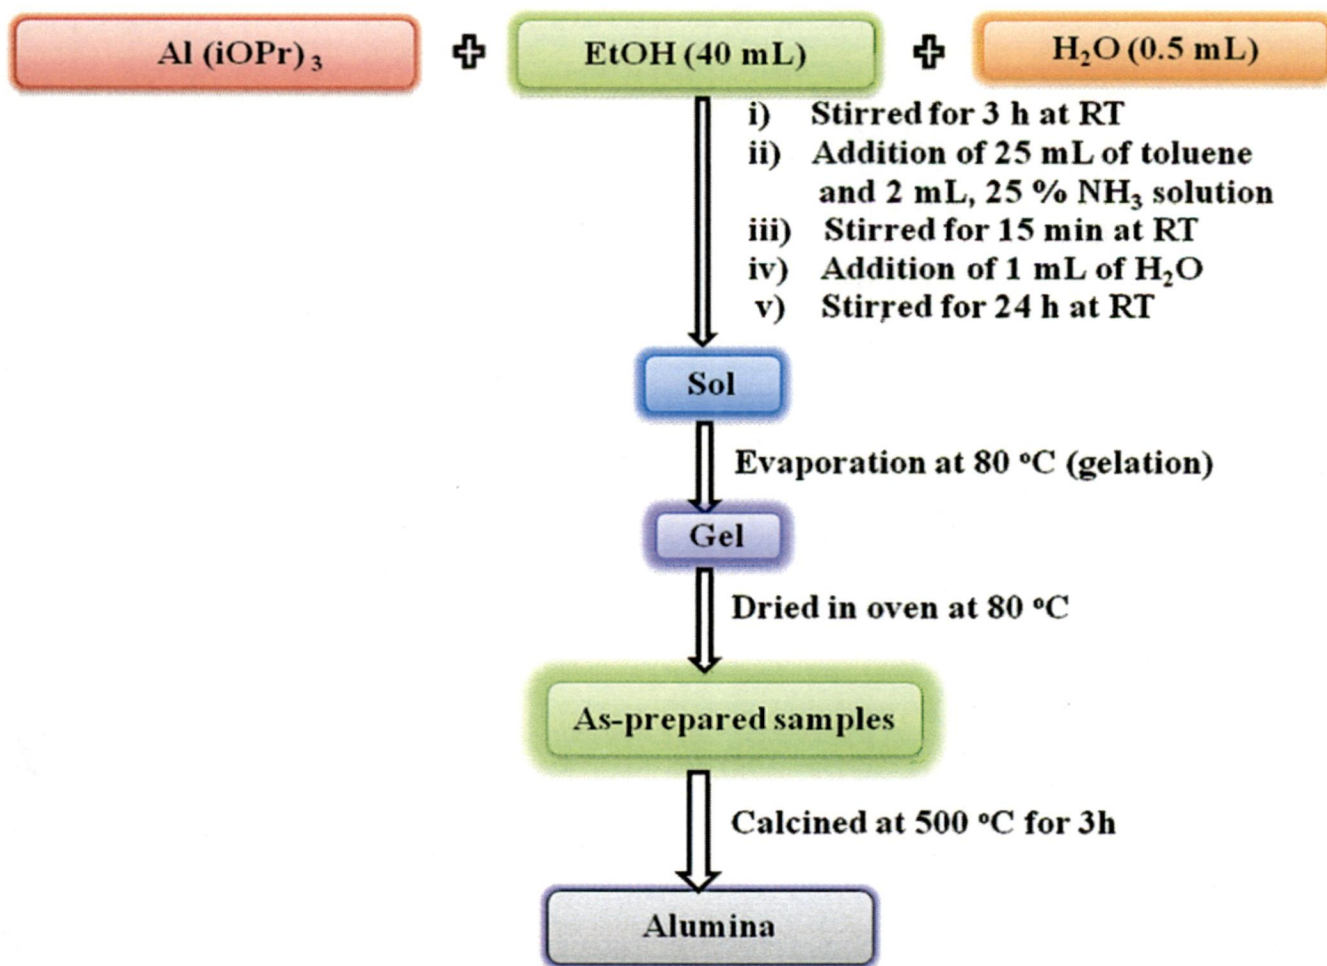 Al (iOPr) ₃ + EtOH (40 mL) + H₂O (0.5 mL)
i) Stirred for 3 h at RT
ii) Addition of 25 mL of toluene
and 2 mL, 25 % NH₃ solution
iii) Stirred for 15 min at RT
iv) Addition of 1 mL of H₂O
v) Stirred for 24 h at RT
Sol
Evaporation at 80 °C (gelation)
Gel
Dried in oven at 80 °C
As-prepared samples
Calcined at 500 °C for 3h
Alumina